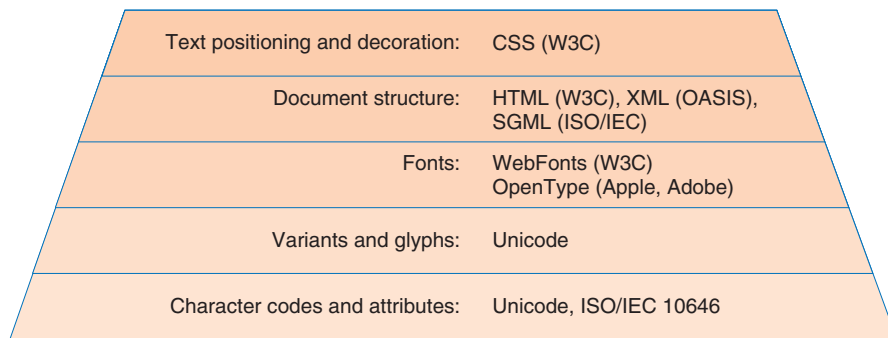 Text positioning and decoration: CSS (W3C)
Document structure: HTML (W3C), XML (OASIS),
SGML (ISO/IEC)
Fonts: WebFonts (W3C)
OpenType (Apple, Adobe)
Variants and glyphs: Unicode
Character codes and attributes: Unicode, ISO/IEC 10646